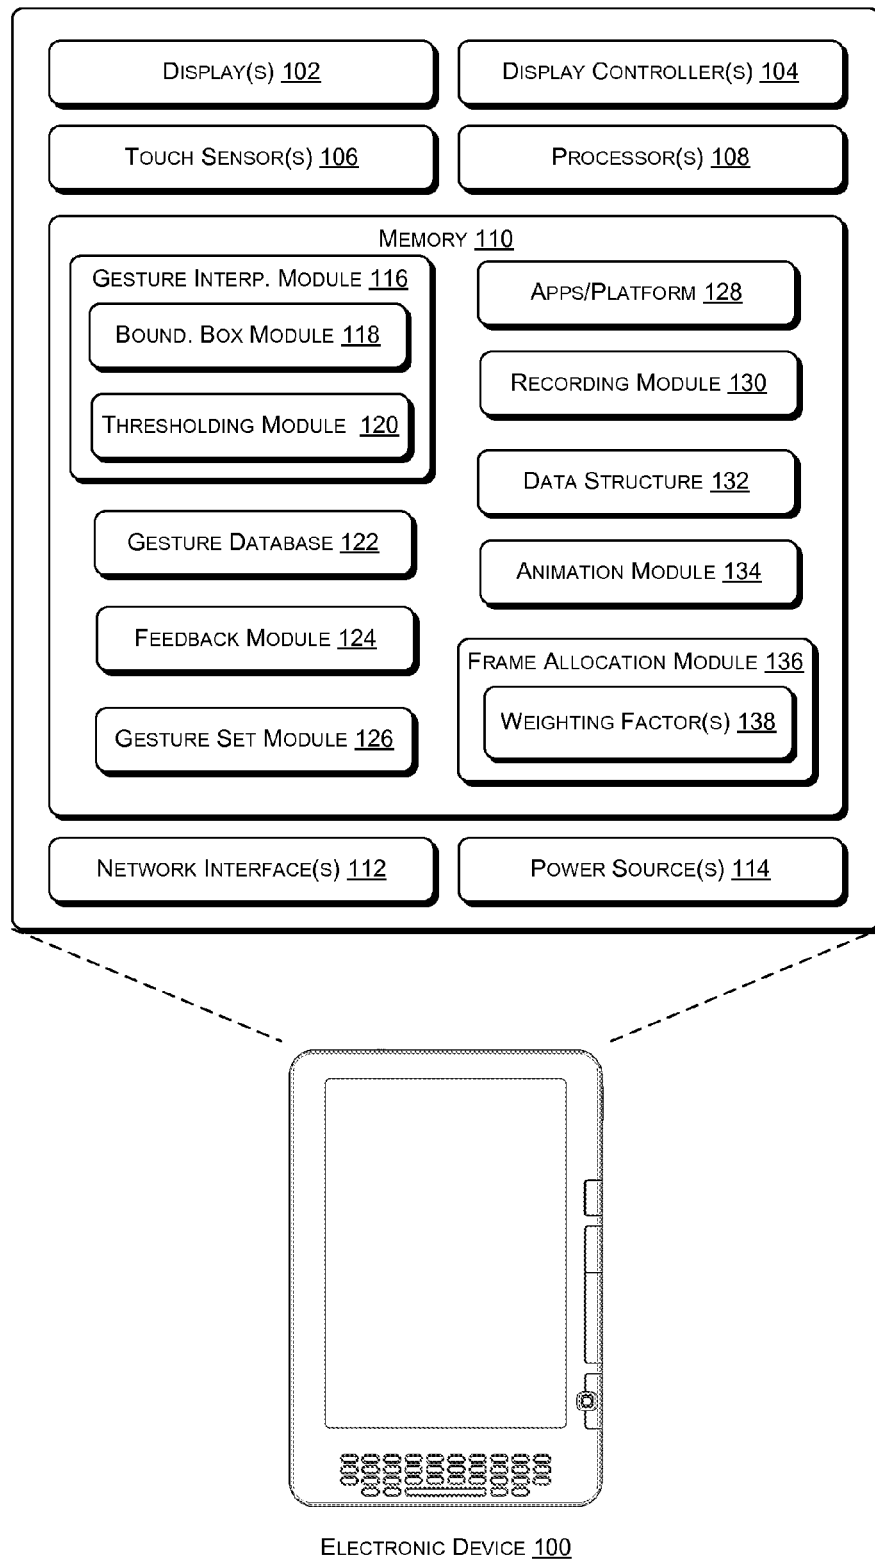 DISPLAY(S) 102
DISPLAY CONTROLLER(S) 104
TOUCH SENSOR(S) 106
PROCESSOR(S) 108
MEMORY 110
GESTURE INTERP. MODULE 116
BOUND. BOX MODULE 118
THRESHOLDING MODULE 120
GESTURE DATABASE 122
FEEDBACK MODULE 124
GESTURE SET MODULE 126
APPS/PLATFORM 128
RECORDING MODULE 130
DATA STRUCTURE 132
ANIMATION MODULE 134
FRAME ALLOCATION MODULE 136
WEIGHTING FACTOR(S) 138
NETWORK INTERFACE(S) 112
POWER SOURCE(S) 114
ELECTRONIC DEVICE 100